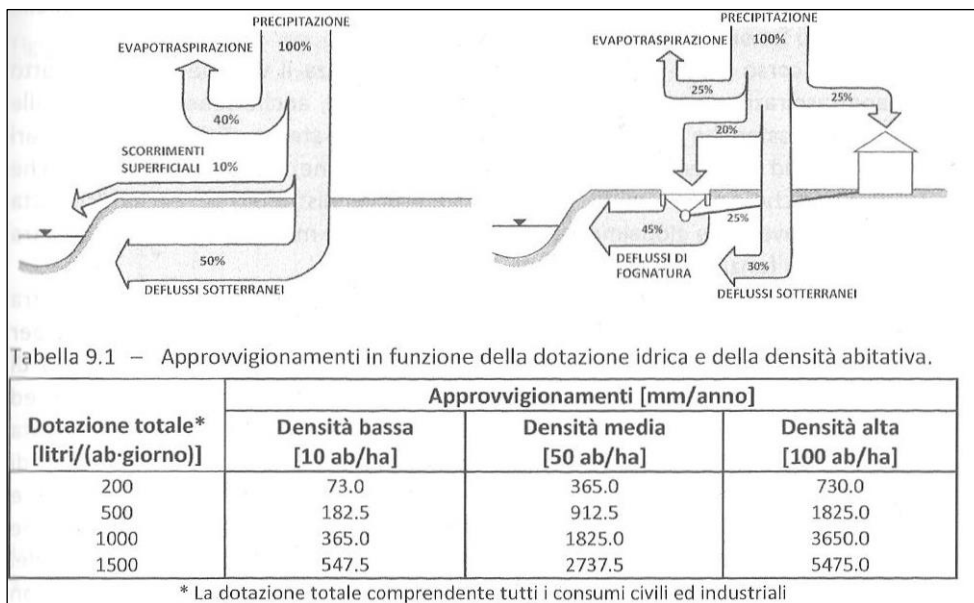 PRECIPITAZIONE
EVAPOTRASPIRAZIONE
100%
40%
SCORRIMENTI
SUPERFICIALI 10%
50%
DEFLUSSI SOTTERRANEI
PRECIPITAZIONE
EVAPOTRASPIRAZIONE
100%
25%
25%
20%
25%
45%
DEFLUSSI DI
FOGNATURA
30%
DEFLUSSI SOTTERRANEI
Tabella 9.1 – Approvvigionamenti in funzione della dotazione idrica e della densità abitativa.
Dotazione totale*
[litri/(ab·giorno)]
Approvvigionamenti [mm/anno]
Densità bassa Densità media Densità alta
[10 ab/ha] [50 ab/ha] [100 ab/ha]
200 73.0 365.0 730.0
500 182.5 912.5 1825.0
1000 365.0 1825.0 3650.0
1500 547.5 2737.5 5475.0
* La dotazione totale comprendente tutti i consumi civili ed industriali